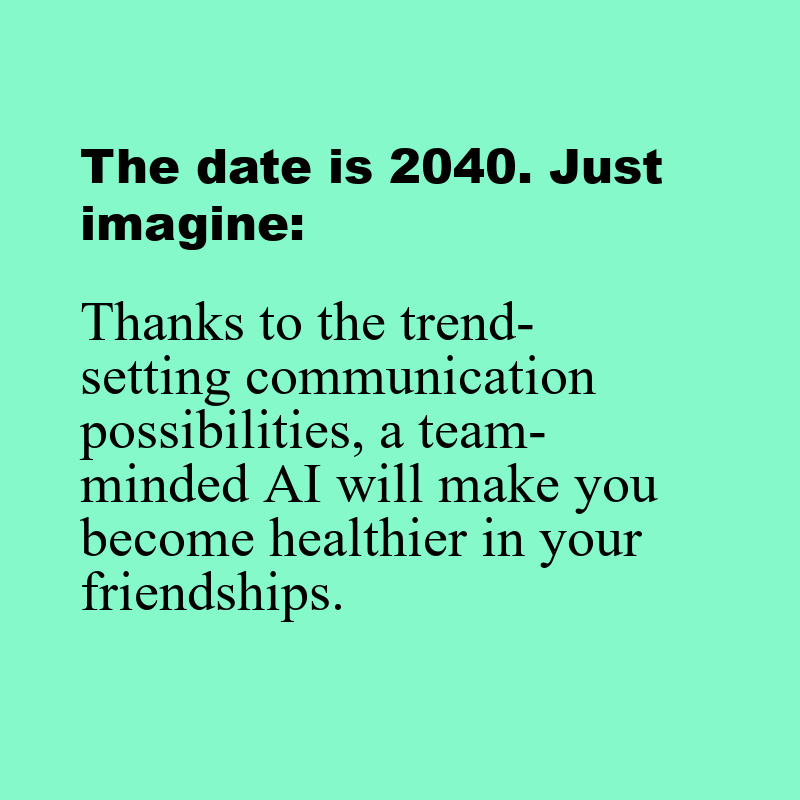 The date is 2040. Just
imagine:
Thanks to the trend-
setting communication
possibilities, a team-
minded AI will make you
become healthier in your
friendships.